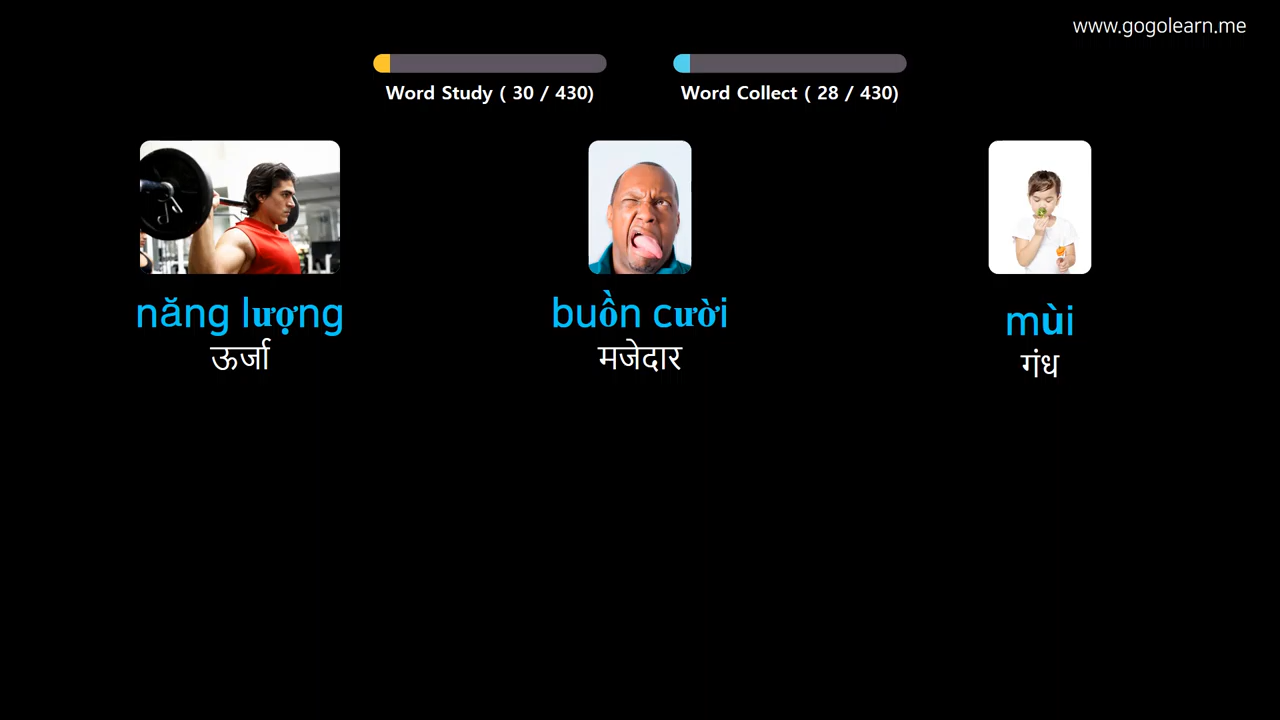 www.gogolearn.me
Word Study ( 30 / 430)
Word Collect ( 28 / 430)
năng lượng
ऊर्जा
buồn cười
मजेदार
mùi
गंध